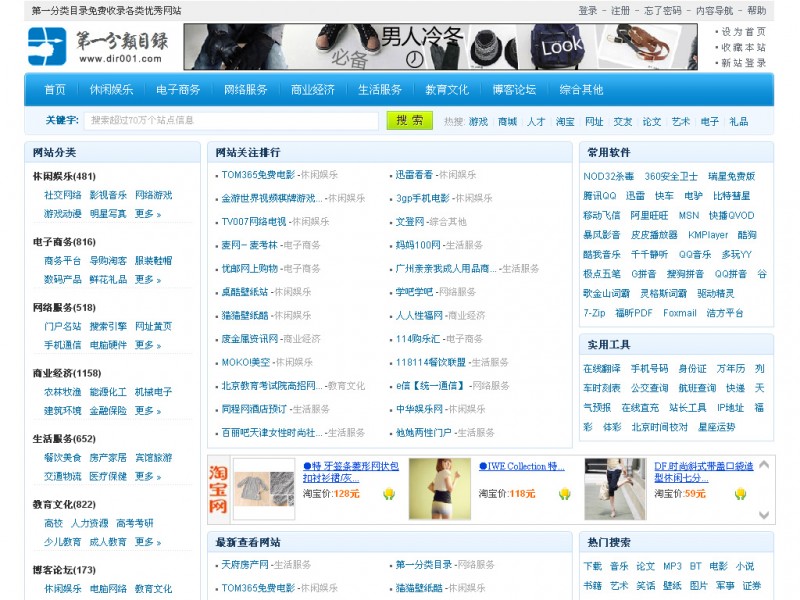 第一分类目录免费收录各类优秀网站
登录 - 注册 - 忘了密码 - 内容导航 - 帮助
第一分類目録
www.dir001.com
男人冷冬
必备
Look
设为首页
收藏本站
新站登录
首页 休闲娱乐 电子商务 网络服务 商业经济 生活服务 教育文化 博客论坛 综合其他
关键字: 搜索超过70万个站点信息 搜 索 热搜: 游戏 商城 人才 淘宝 网址 交友 论文 艺术 电子 礼品
网站分类
休闲娱乐(481)
社交网络 影视音乐 网络游戏
游戏动漫 明星写真 更多 »
电子商务(816)
商务平台 导购淘客 服装鞋帽
数码产品 鲜花礼品 更多 »
网络服务(518)
门户名站 搜索引擎 网址黄页
手机通信 电脑硬件 更多 »
商业经济(1158)
农林牧渔 能源化工 机械电子
建筑环境 金融保险 更多 »
生活服务(652)
餐饮美食 房产家居 宾馆旅游
交通物流 医疗保健 更多 »
教育文化(822)
高校 人力资源 高考考研
少儿教育 成人教育 更多 »
博客论坛(173)
休闲娱乐 电脑网络 教育文化
网站关注排行
TOM365免费电影 -休闲娱乐 迅雷看看 -休闲娱乐
金游世界视频棋牌游戏... -休闲娱乐 3gp手机电影 -休闲娱乐
TV007网络电视 -休闲娱乐 文登网 -综合其他
麦网－麦考林 -电子商务 妈妈100网 -生活服务
优邮网上购物 -电子商务 广州亲亲我成人用品商... -生活服务
桌酷壁纸站 -休闲娱乐 学吧学吧 -网络服务
猫猫壁纸酷 -休闲娱乐 人人性福网 -商业经济
废金属资讯网 -商业经济 114购乐汇 -电子商务
MOKO!美空 -休闲娱乐 118114餐饮联盟 -生活服务
北京教育考试院高招网... -教育文化 e信【统一通信】 -网络服务
同程网酒店预订 -生活服务 中华娱乐网 -休闲娱乐
百丽吧天津女性时尚社... -生活服务 他她两性门户 -生活服务
常用软件
NOD32杀毒 360安全卫士 瑞星免费版
腾讯QQ 迅雷 快车 电驴 比特彗星
移动飞信 阿里旺旺 MSN 快播QVOD
暴风影音 皮皮播放器 KMPlayer 酷狗
酷我音乐 千千静听 QQ音乐 多玩YY
极点五笔 G拼音 搜狗拼音 QQ拼音 谷
歌金山词霸 灵格斯词霸 驱动精灵
7-Zip 福昕PDF Foxmail 浩方平台
实用工具
在线翻译 手机号码 身份证 万年历 列
车时刻表 公交查询 航班查询 快递 天
气预报 在线直充 站长工具 IP地址 福
彩 体彩 北京时间校对 星座运势
淘宝网
●特 牙签条菱形网状包
扣衬衫裙/灰...
淘宝价:128元
●IWE Collection 特...
淘宝价:118元
DF.时尚斜式带盖口袋造
型休闲七分...
淘宝价:59元
最新查看网站
天府房产网 -生活服务 第一分类目录 -网络服务
TOM365免费电影 -休闲娱乐 猫猫壁纸酷 -休闲娱乐
热门搜索
下载 音乐 论文 MP3 BT 电影 小说
书籍 艺术 笑话 壁纸 图片 军事 证券